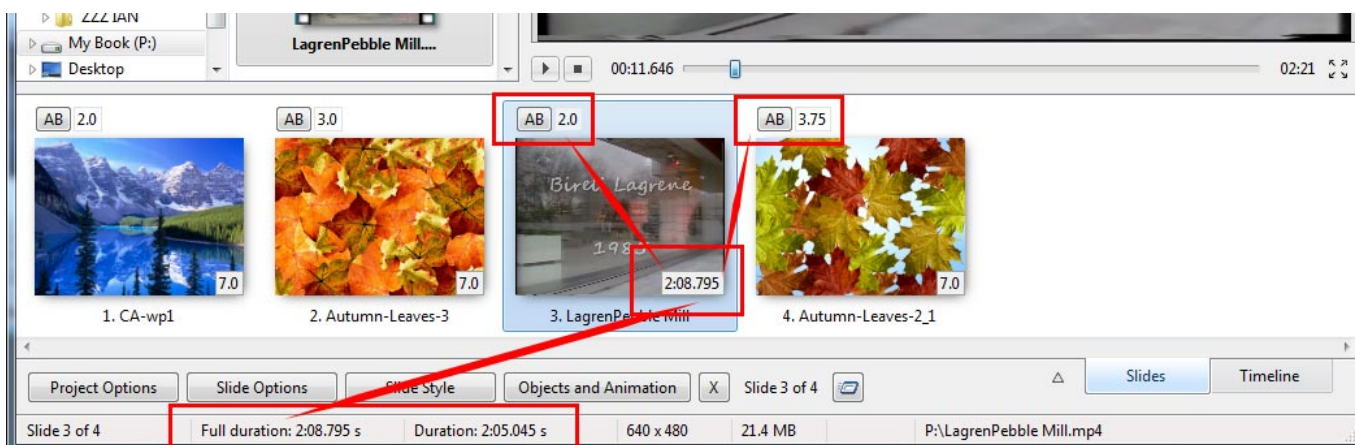 ZZZ IAN
My Book (P:)
Desktop
LagrenPebble Mill....
00:11.646
02:21
AB 2.0
AB 3.0
AB 2.0
AB 3.75
Bireli Lagrene
1983
7.0
7.0
2:08.795
7.0
1. CA-wp1
2. Autumn-Leaves-3
3. LagrenPebble Mill
4. Autumn-Leaves-2_1
Project Options
Slide Options
Slide Style
Objects and Animation
X
Slide 3 of 4
Slides
Timeline
Slide 3 of 4
Full duration: 2:08.795 s
Duration: 2:05.045 s
640 x 480
21.4 MB
P:\LagrenPebble Mill.mp4